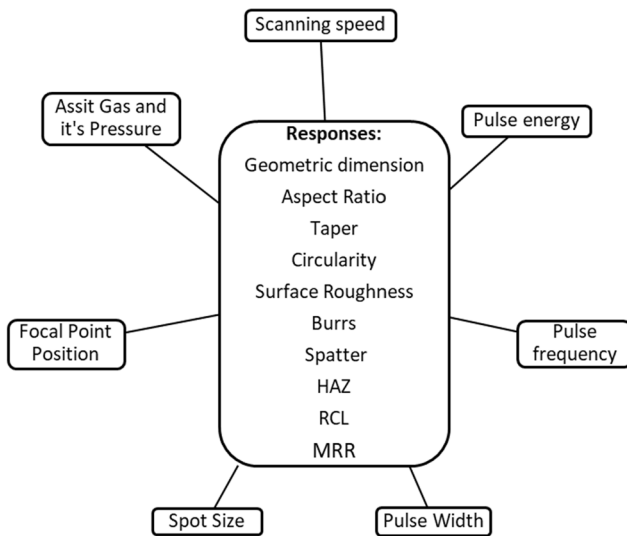 Scanning speed
Assit Gas and
it's Pressure
Pulse energy
Responses:
Geometric dimension
Aspect Ratio
Taper
Circularity
Surface Roughness
Burrs
Spatter
HAZ
RCL
MRR
Focal Point
Position
Pulse
frequency
Spot Size
Pulse Width